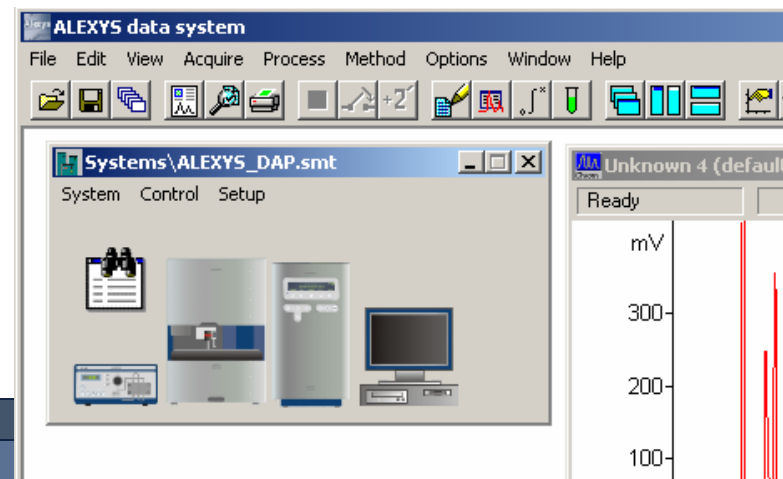 ALEXYS data system
File Edit View Acquire Process Method Options Window Help
+2'
Systems\ALEXYS_DAP.smt
System Control Setup
Unknown 4 (default
Ready
mV
300
200
100